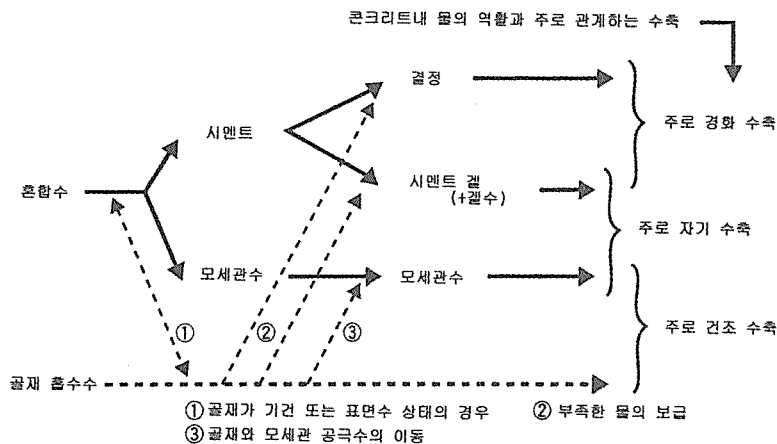 콘크리트내 물의 역할과 주로 관계하는 수축
결정
시멘트
주로 경화 수축
혼합수
시멘트 겔
(+겔수)
주로 자기 수축
모세관수
모세관수
① ② ③
주로 건조 수축
골재 흡수수
① 골재가 기건 또는 표면수 상태의 경우 ② 부족한 물의 보급
③ 골재와 모세관 공극수의 이동